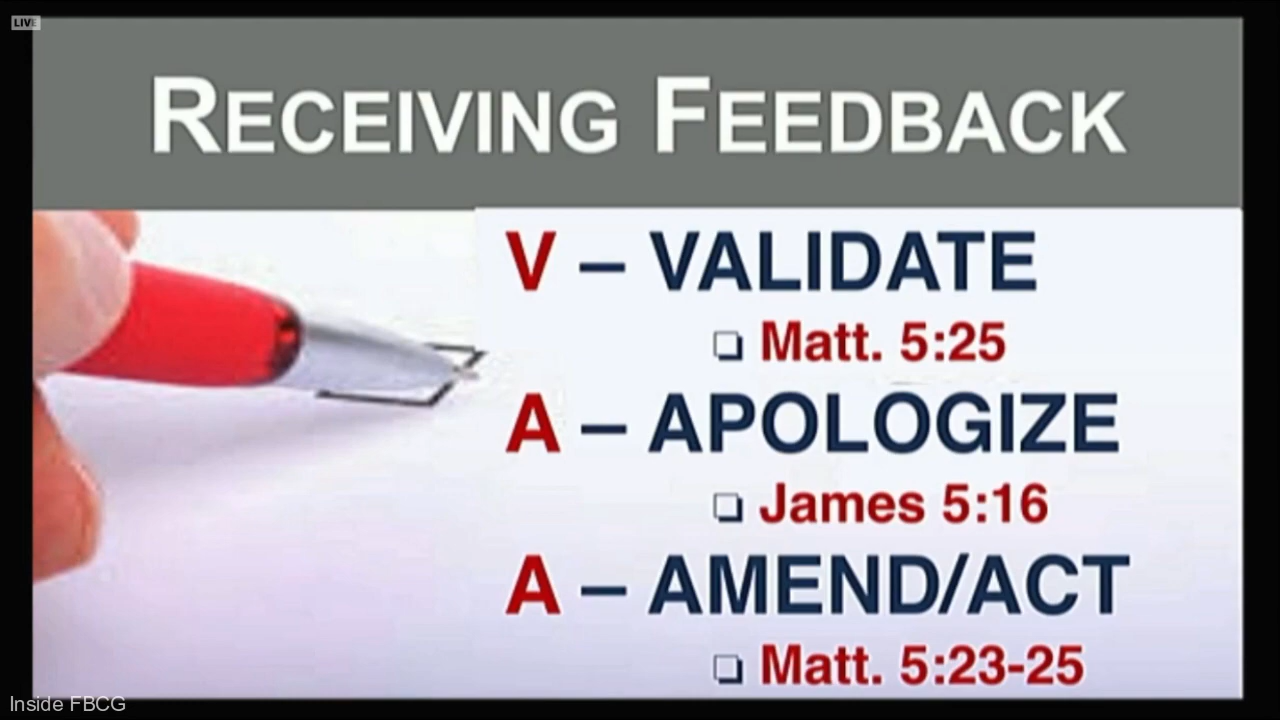 LIVE
RECEIVING FEEDBACK
V – VALIDATE
❑ Matt. 5:25
A – APOLOGIZE
❑ James 5:16
A – AMEND/ACT
❑ Matt. 5:23-25
Inside FBCG